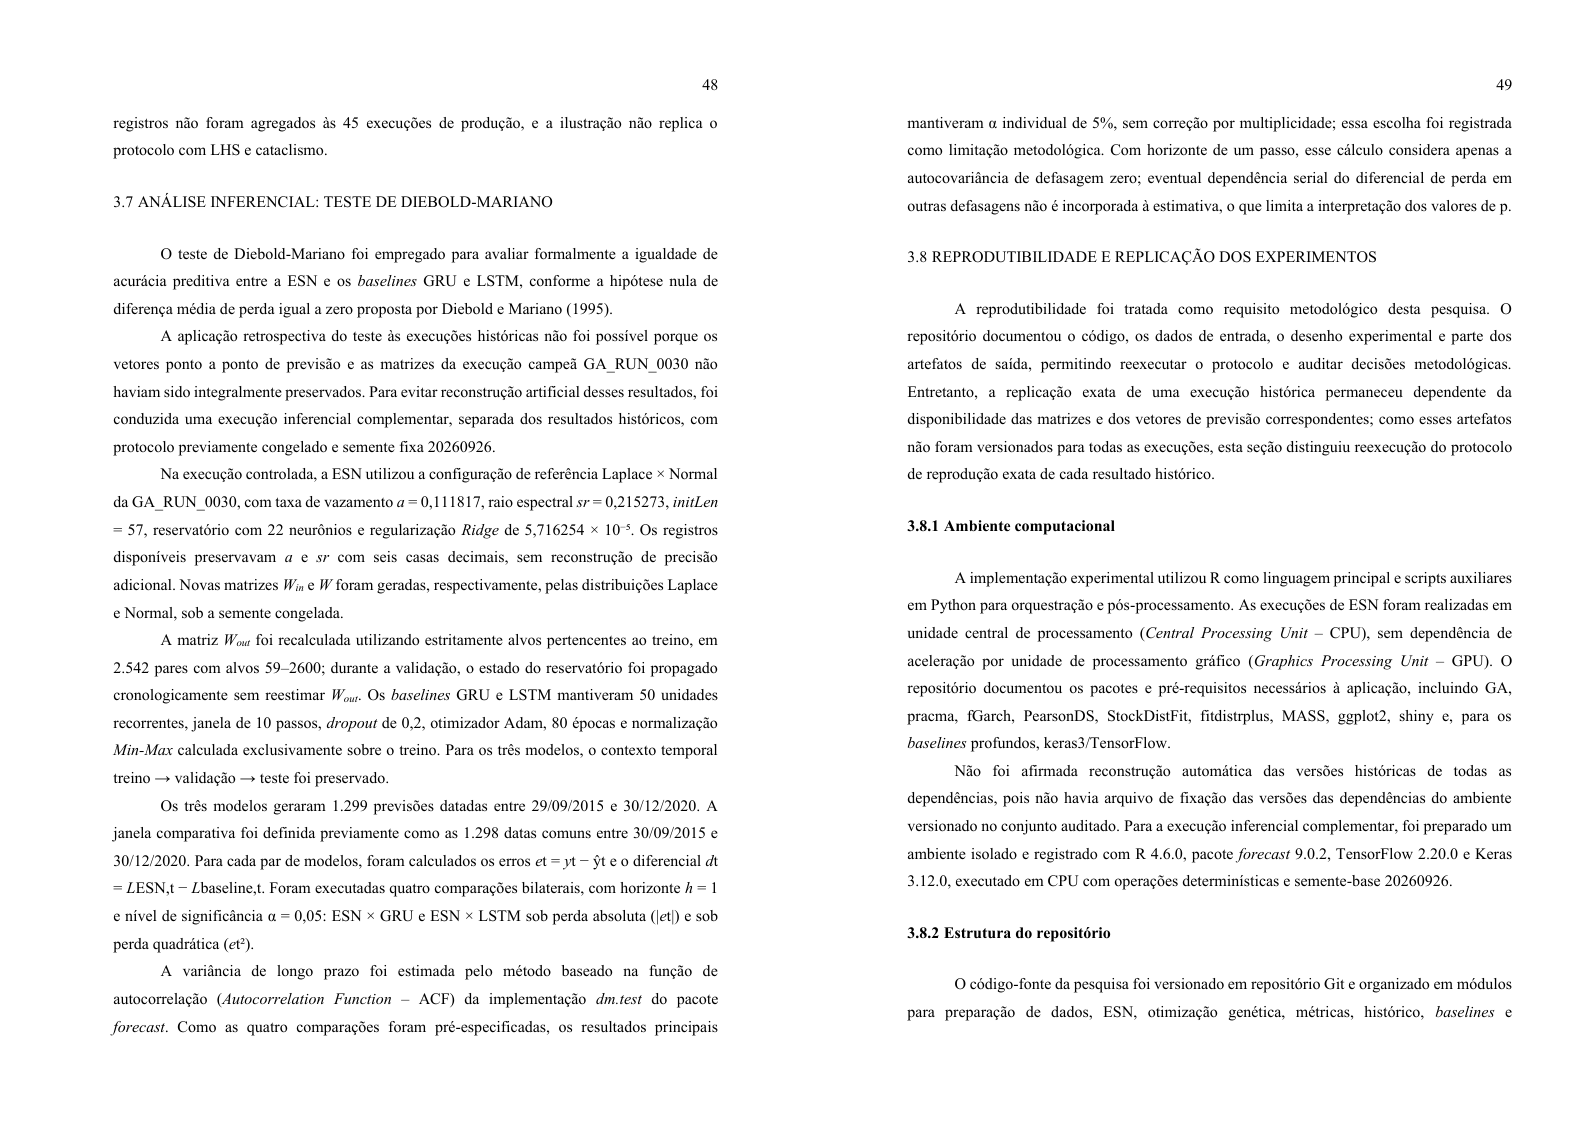 48
registros não foram agregados às 45 execuções de produção, e a ilustração não replica o
protocolo com LHS e cataclismo.
3.7 ANÁLISE INFERENCIAL: TESTE DE DIEBOLD-MARIANO
O teste de Diebold-Mariano foi empregado para avaliar formalmente a igualdade de
acurácia preditiva entre a ESN e os baselines GRU e LSTM, conforme a hipótese nula de
diferença média de perda igual a zero proposta por Diebold e Mariano (1995).
A aplicação retrospectiva do teste às execuções históricas não foi possível porque os
vetores ponto a ponto de previsão e as matrizes da execução campeã GA_RUN_0030 não
haviam sido integralmente preservados. Para evitar reconstrução artificial desses resultados, foi
conduzida uma execução inferencial complementar, separada dos resultados históricos, com
protocolo previamente congelado e semente fixa 20260926.
Na execução controlada, a ESN utilizou a configuração de referência Laplace × Normal
da GA_RUN_0030, com taxa de vazamento a = 0,111817, raio espectral sr = 0,215273, initLen
= 57, reservatório com 22 neurônios e regularização Ridge de 5,716254 × 10⁻⁵. Os registros
disponíveis preservavam a e sr com seis casas decimais, sem reconstrução de precisão
adicional. Novas matrizes Win e W foram geradas, respectivamente, pelas distribuições Laplace
e Normal, sob a semente congelada.
A matriz Wout foi recalculada utilizando estritamente alvos pertencentes ao treino, em
2.542 pares com alvos 59–2600; durante a validação, o estado do reservatório foi propagado
cronologicamente sem reestimar Wout. Os baselines GRU e LSTM mantiveram 50 unidades
recorrentes, janela de 10 passos, dropout de 0,2, otimizador Adam, 80 épocas e normalização
Min-Max calculada exclusivamente sobre o treino. Para os três modelos, o contexto temporal
treino → validação → teste foi preservado.
Os três modelos geraram 1.299 previsões datadas entre 29/09/2015 e 30/12/2020. A
janela comparativa foi definida previamente como as 1.298 datas comuns entre 30/09/2015 e
30/12/2020. Para cada par de modelos, foram calculados os erros et = yt − ŷt e o diferencial dt
= LESN,t − Lbaseline,t. Foram executadas quatro comparações bilaterais, com horizonte h = 1
e nível de significância α = 0,05: ESN × GRU e ESN × LSTM sob perda absoluta (|et|) e sob
perda quadrática (et²).
A variância de longo prazo foi estimada pelo método baseado na função de
autocorrelação (Autocorrelation Function – ACF) da implementação dm.test do pacote
forecast. Como as quatro comparações foram pré-especificadas, os resultados principais
49
mantiveram α individual de 5%, sem correção por multiplicidade; essa escolha foi registrada
como limitação metodológica. Com horizonte de um passo, esse cálculo considera apenas a
autocovariância de defasagem zero; eventual dependência serial do diferencial de perda em
outras defasagens não é incorporada à estimativa, o que limita a interpretação dos valores de p.
3.8 REPRODUTIBILIDADE E REPLICAÇÃO DOS EXPERIMENTOS
A reprodutibilidade foi tratada como requisito metodológico desta pesquisa. O
repositório documentou o código, os dados de entrada, o desenho experimental e parte dos
artefatos de saída, permitindo reexecutar o protocolo e auditar decisões metodológicas.
Entretanto, a replicação exata de uma execução histórica permaneceu dependente da
disponibilidade das matrizes e dos vetores de previsão correspondentes; como esses artefatos
não foram versionados para todas as execuções, esta seção distinguiu reexecução do protocolo
de reprodução exata de cada resultado histórico.
3.8.1 Ambiente computacional
A implementação experimental utilizou R como linguagem principal e scripts auxiliares
em Python para orquestração e pós-processamento. As execuções de ESN foram realizadas em
unidade central de processamento (Central Processing Unit – CPU), sem dependência de
aceleração por unidade de processamento gráfico (Graphics Processing Unit – GPU). O
repositório documentou os pacotes e pré-requisitos necessários à aplicação, incluindo GA,
pracma, fGarch, PearsonDS, StockDistFit, fitdistrplus, MASS, ggplot2, shiny e, para os
baselines profundos, keras3/TensorFlow.
Não foi afirmada reconstrução automática das versões históricas de todas as
dependências, pois não havia arquivo de fixação das versões das dependências do ambiente
versionado no conjunto auditado. Para a execução inferencial complementar, foi preparado um
ambiente isolado e registrado com R 4.6.0, pacote forecast 9.0.2, TensorFlow 2.20.0 e Keras
3.12.0, executado em CPU com operações determinísticas e semente-base 20260926.
3.8.2 Estrutura do repositório
O código-fonte da pesquisa foi versionado em repositório Git e organizado em módulos
para preparação de dados, ESN, otimização genética, métricas, histórico, baselines e